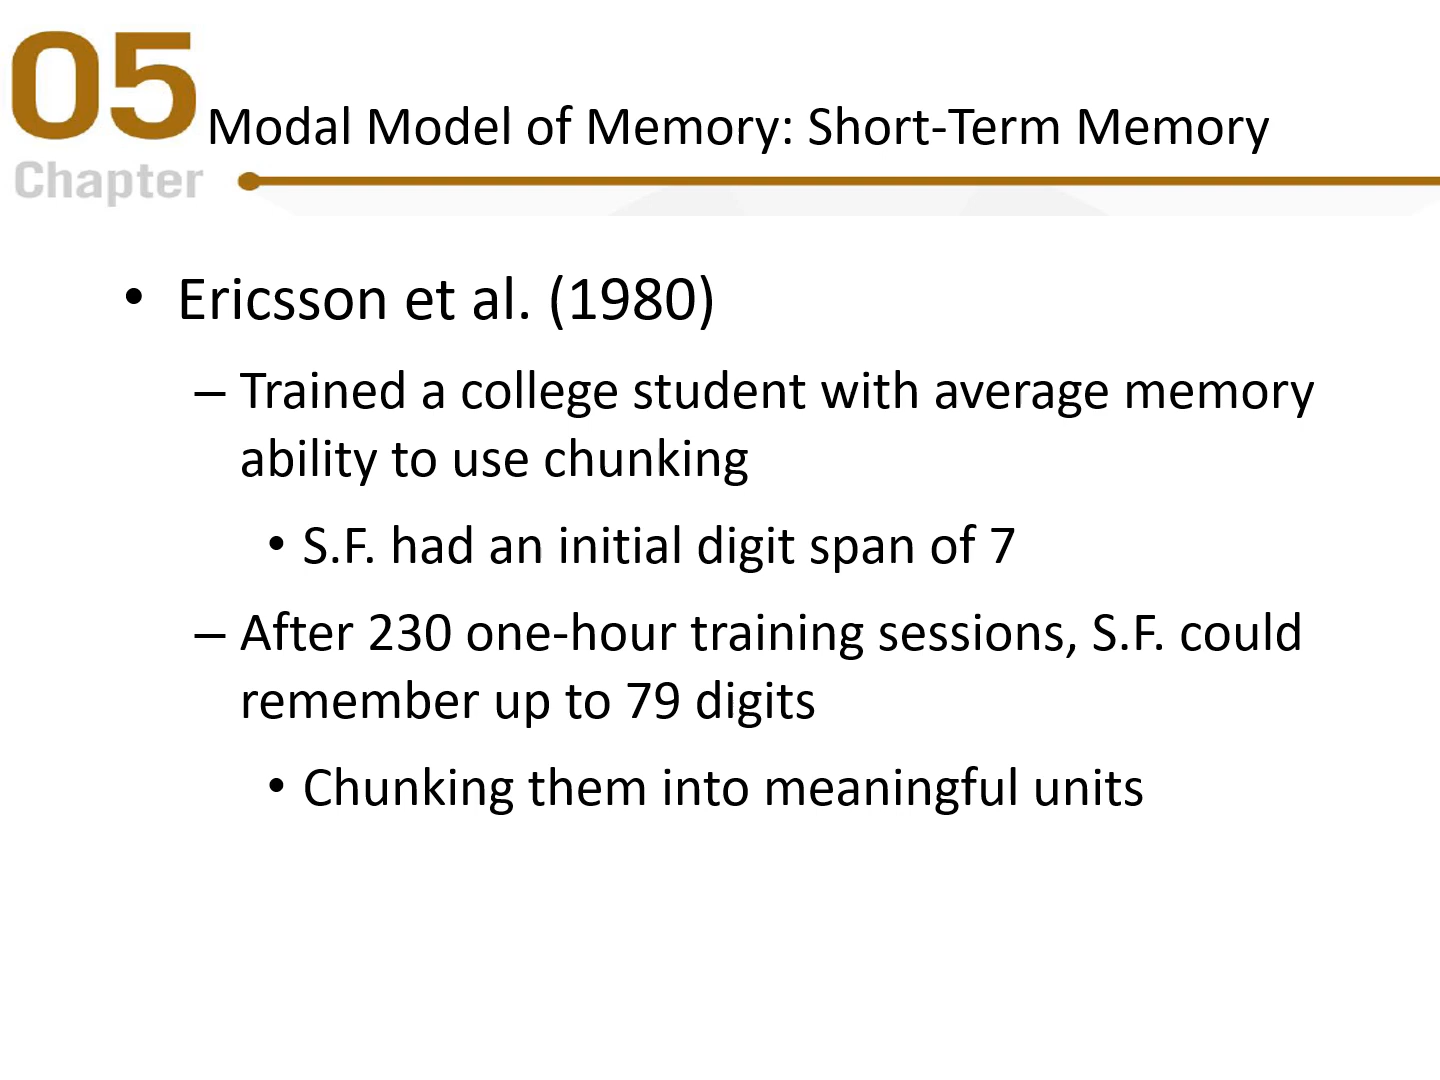 05
Chapter
Modal Model of Memory: Short-Term Memory
• Ericsson et al. (1980)
– Trained a college student with average memory
ability to use chunking
• S.F. had an initial digit span of 7
– After 230 one-hour training sessions, S.F. could
remember up to 79 digits
• Chunking them into meaningful units